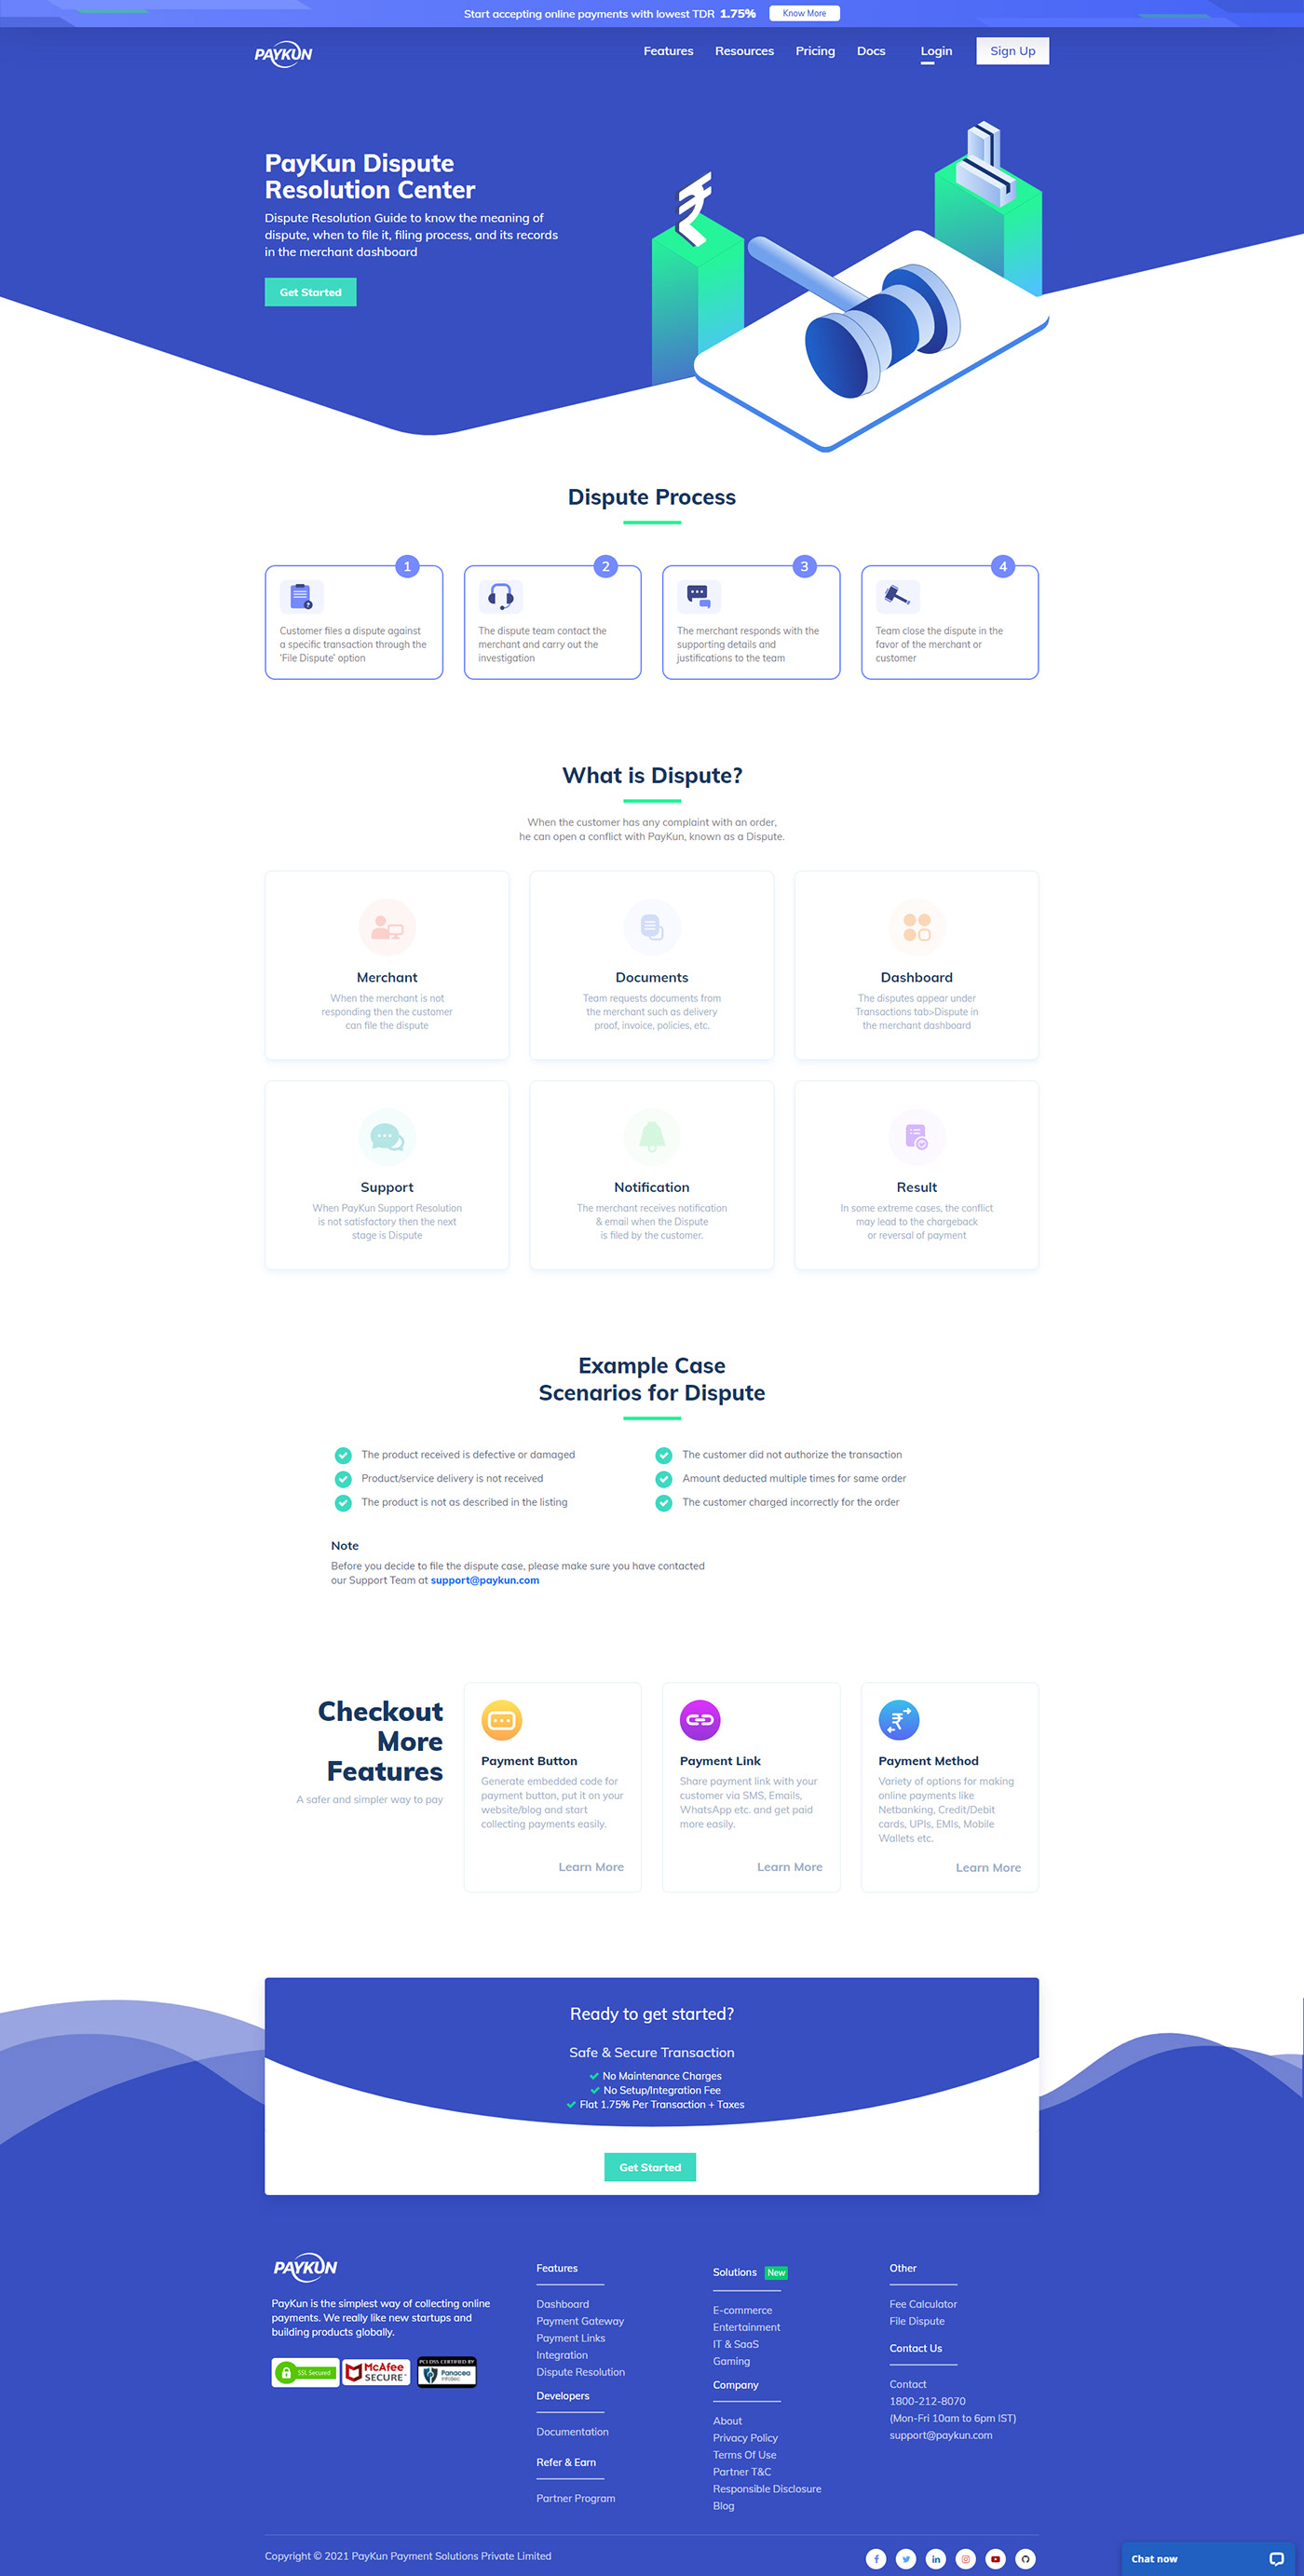 Start accepting online payments with lowest TDR 1.75% Know More
PAYKUN
Features Resources Pricing Docs Login Sign Up
PayKun Dispute
Resolution Center
Dispute Resolution Guide to know the meaning of
dispute, when to file it, filing process, and its records
in the merchant dashboard
Get Started
Dispute Process
1
Customer files a dispute against
a specific transaction through the
'File Dispute' option
2
The dispute team contact the
merchant and carry out the
investigation
3
The merchant responds with the
supporting details and
justifications to the team
4
Team close the dispute in the
favor of the merchant or
customer
What is Dispute?
When the customer has any complaint with an order,
he can open a conflict with PayKun, known as a Dispute.
Merchant
When the merchant is not
responding then the customer
can file the dispute
Documents
Team requests documents from
the merchant such as delivery
proof, invoice, policies, etc.
Dashboard
The disputes appear under
Transactions tab>Dispute in
the merchant dashboard
Support
When PayKun Support Resolution
is not satisfactory then the next
stage is Dispute
Notification
The merchant receives notification
& email when the Dispute
is filed by the customer.
Result
In some extreme cases, the conflict
may lead to the chargeback
or reversal of payment
Example Case
Scenarios for Dispute
The product received is defective or damaged
Product/service delivery is not received
The product is not as described in the listing
The customer did not authorize the transaction
Amount deducted multiple times for same order
The customer charged incorrectly for the order
Note
Before you decide to file the dispute case, please make sure you have contacted
our Support Team at support@paykun.com
Checkout
More
Features
A safer and simpler way to pay
Payment Button
Generate embedded code for
payment button, put it on your
website/blog and start
collecting payments easily.
Learn More
Payment Link
Share payment link with your
customer via SMS, Emails,
WhatsApp etc. and get paid
more easily.
Learn More
Payment Method
Variety of options for making
online payments like
Netbanking, Credit/Debit
cards, UPIs, EMIs, Mobile
Wallets etc.
Learn More
Ready to get started?
Safe & Secure Transaction
No Maintenance Charges
No Setup/Integration Fee
Flat 1.75% Per Transaction + Taxes
Get Started
PAYKUN
PayKun is the simplest way of collecting online
payments. We really like new startups and
building products globally.
SSL Secured
McAfee
SECURE
PCI DSS CERTIFIED BY
Panacea
InfoSec
Features
Dashboard
Payment Gateway
Payment Links
Integration
Dispute Resolution
Developers
Documentation
Refer & Earn
Partner Program
Solutions New
E-commerce
Entertainment
IT & SaaS
Gaming
Company
About
Privacy Policy
Terms Of Use
Partner T&C
Responsible Disclosure
Blog
Other
Fee Calculator
File Dispute
Contact Us
Contact
1800-212-8070
(Mon-Fri 10am to 6pm IST)
support@paykun.com
Copyright © 2021 PayKun Payment Solutions Private Limited
Chat now